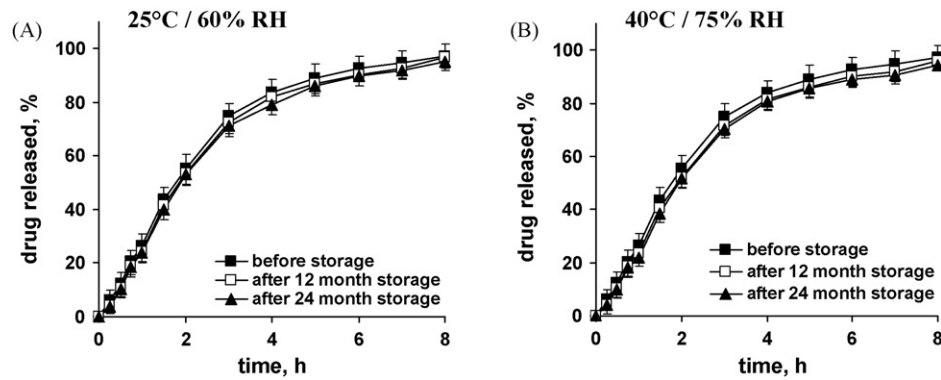 (A) 25°C / 60% RH
100
80
60
40
20
0
drug released, %
before storage
after 12 month storage
after 24 month storage
0 2 4 6 8
time, h
(B) 40°C / 75% RH
100
80
60
40
20
0
drug released, %
before storage
after 12 month storage
after 24 month storage
0 2 4 6 8
time, h